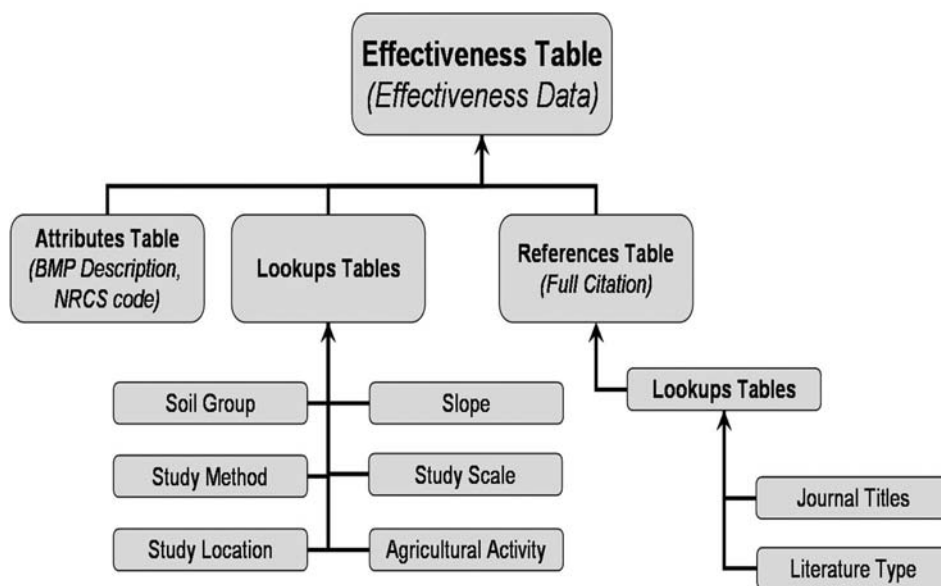 Effectiveness Table
(Effectiveness Data)
Attributes Table
(BMP Description,
NRCS code)
Lookups Tables
References Table
(Full Citation)
Soil Group
Slope
Study Method
Study Scale
Study Location
Agricultural Activity
Lookups Tables
Journal Titles
Literature Type